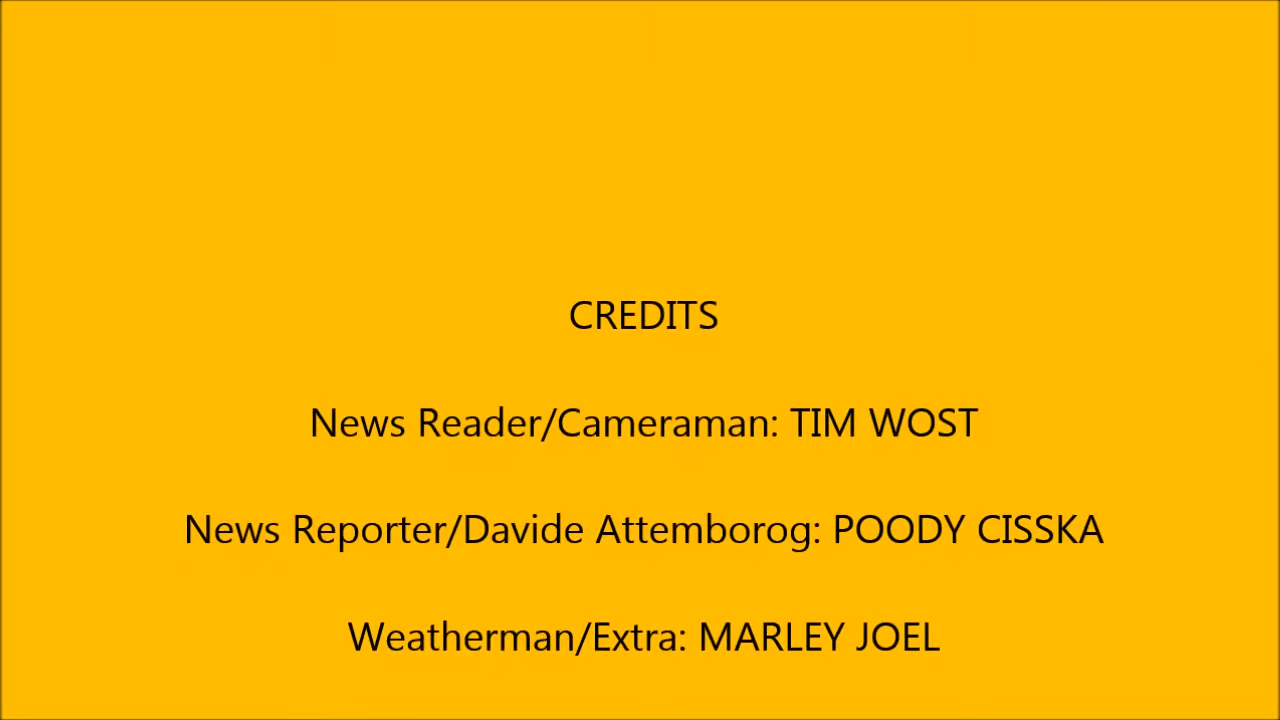 CREDITS
News Reader/Cameraman: TIM WOST
News Reporter/Davide Attemborog: POODY CISSKA
Weatherman/Extra: MARLEY JOEL